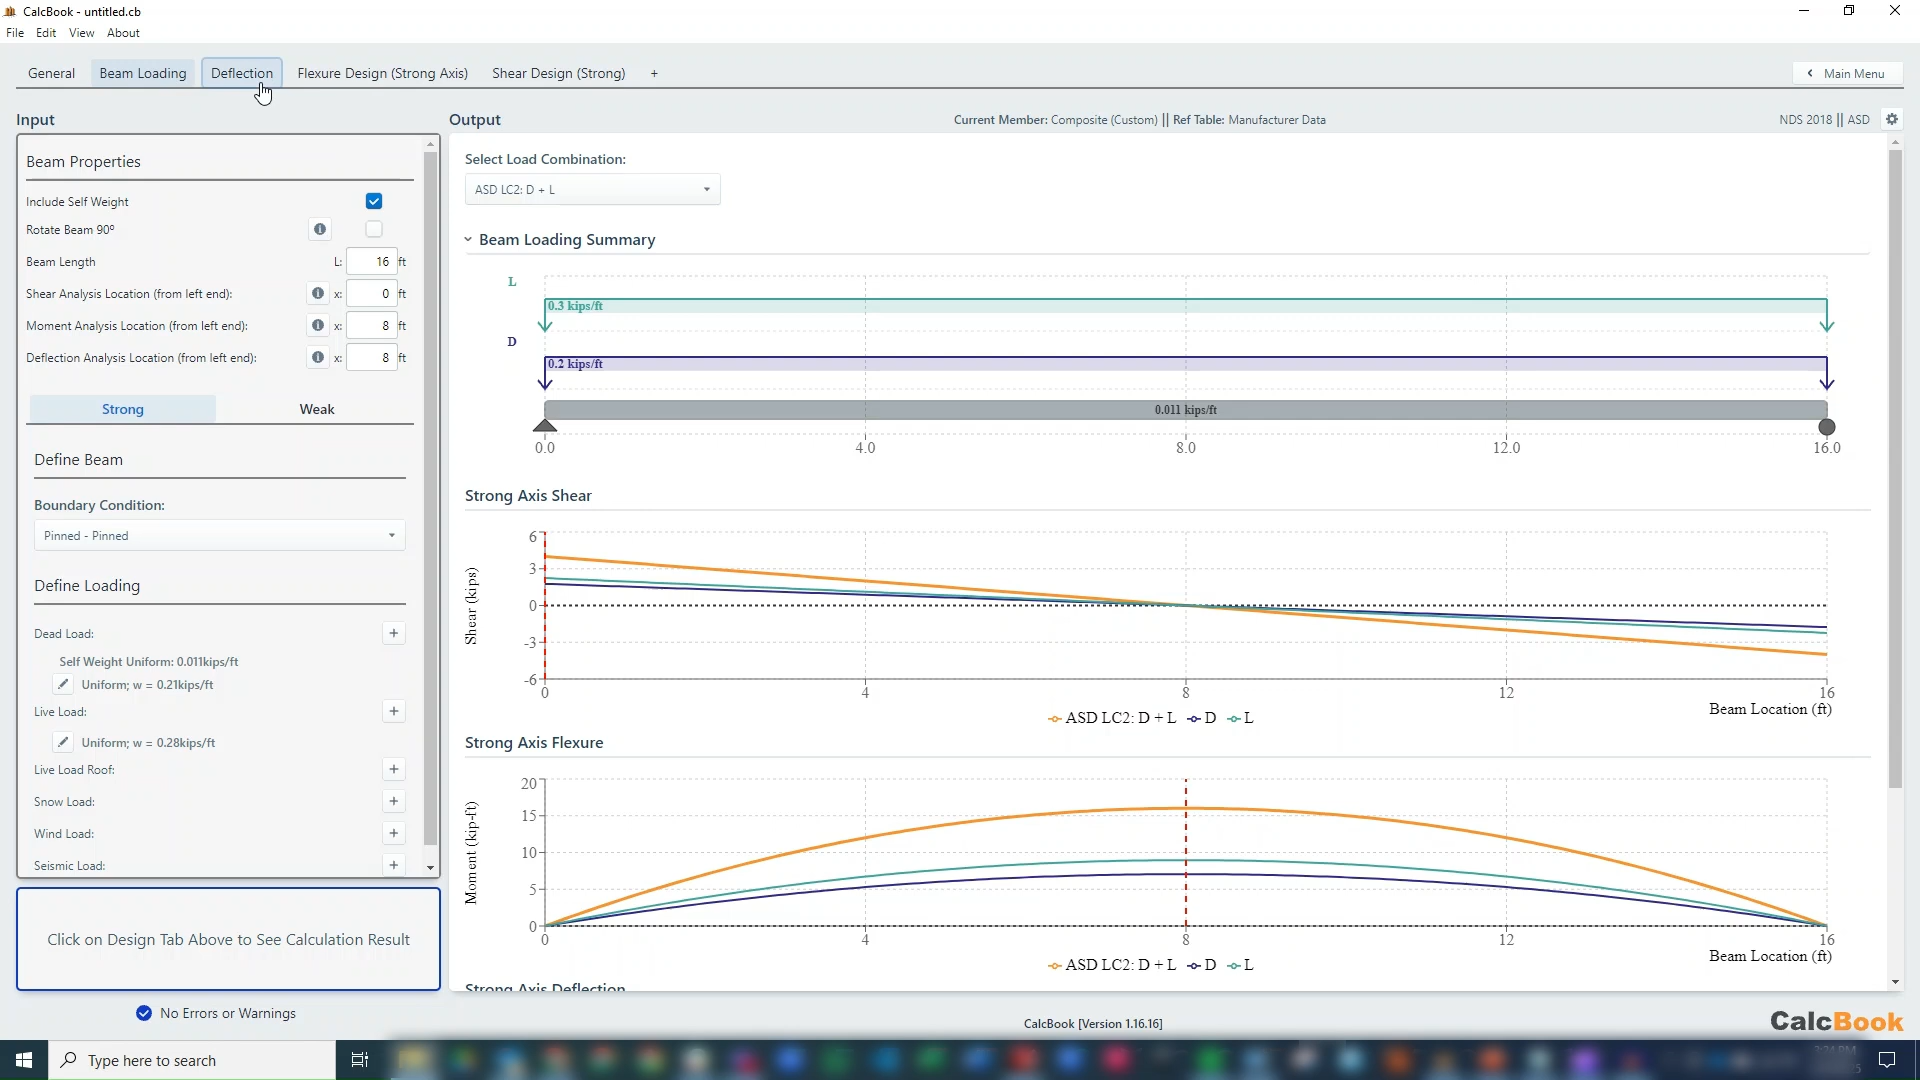 CalcBook - untitled.cb
File Edit View About
General Beam Loading Deflection Flexure Design (Strong Axis) Shear Design (Strong) + Main Menu
Input
Beam Properties
Include Self Weight
Rotate Beam 90º
Beam Length L: 16 ft
Shear Analysis Location (from left end): x: 0 ft
Moment Analysis Location (from left end): x: 8 ft
Deflection Analysis Location (from left end): x: 8 ft
Strong Weak
Define Beam
Boundary Condition:
Pinned - Pinned
Define Loading
Dead Load: +
Self Weight Uniform: 0.011kips/ft
Uniform; w = 0.21kips/ft
Live Load: +
Uniform; w = 0.28kips/ft
Live Load Roof: +
Snow Load: +
Wind Load: +
Seismic Load: +
Click on Design Tab Above to See Calculation Result
No Errors or Warnings
Output Current Member: Composite (Custom) || Ref Table: Manufacturer Data NDS 2018 || ASD
Select Load Combination:
ASD LC2: D + L
Beam Loading Summary
L
0.3 kips/ft
D
0.2 kips/ft
0.011 kips/ft
0.0 4.0 8.0 12.0 16.0
Strong Axis Shear
Shear (kips)
6
3
0
-3
-6
0 4 8 12 16
Beam Location (ft)
ASD LC2: D + L D L
Strong Axis Flexure
Moment (kip-ft)
20
15
10
5
0
0 4 8 12 16
Beam Location (ft)
ASD LC2: D + L D L
Strong Axis Deflection
CalcBook [Version 1.16.16]
CalcBook
Type here to search